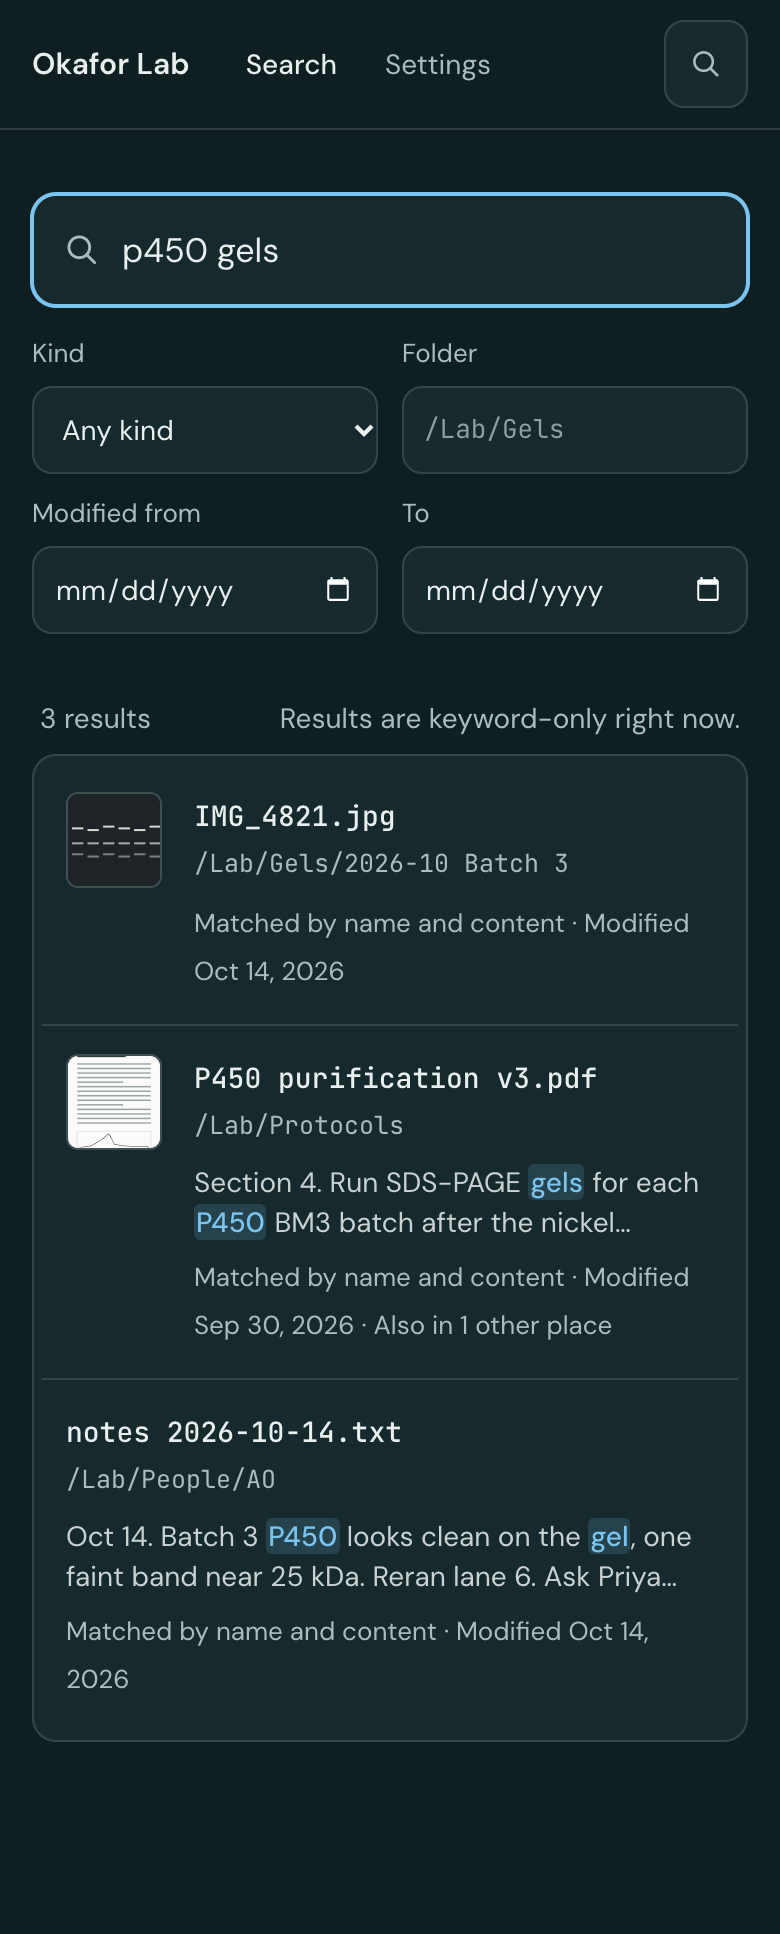 Okafor Lab Search Settings
p450 gels
Kind Folder
Any kind /Lab/Gels
Modified from To
mm/dd/yyyy mm/dd/yyyy
3 results Results are keyword-only right now.
IMG_4821.jpg
/Lab/Gels/2026-10 Batch 3
Matched by name and content · Modified
Oct 14, 2026
P450 purification v3.pdf
/Lab/Protocols
Section 4. Run SDS-PAGE gels for each
P450 BM3 batch after the nickel…
Matched by name and content · Modified
Sep 30, 2026 · Also in 1 other place
notes 2026-10-14.txt
/Lab/People/AO
Oct 14. Batch 3 P450 looks clean on the gel, one
faint band near 25 kDa. Reran lane 6. Ask Priya…
Matched by name and content · Modified Oct 14,
2026